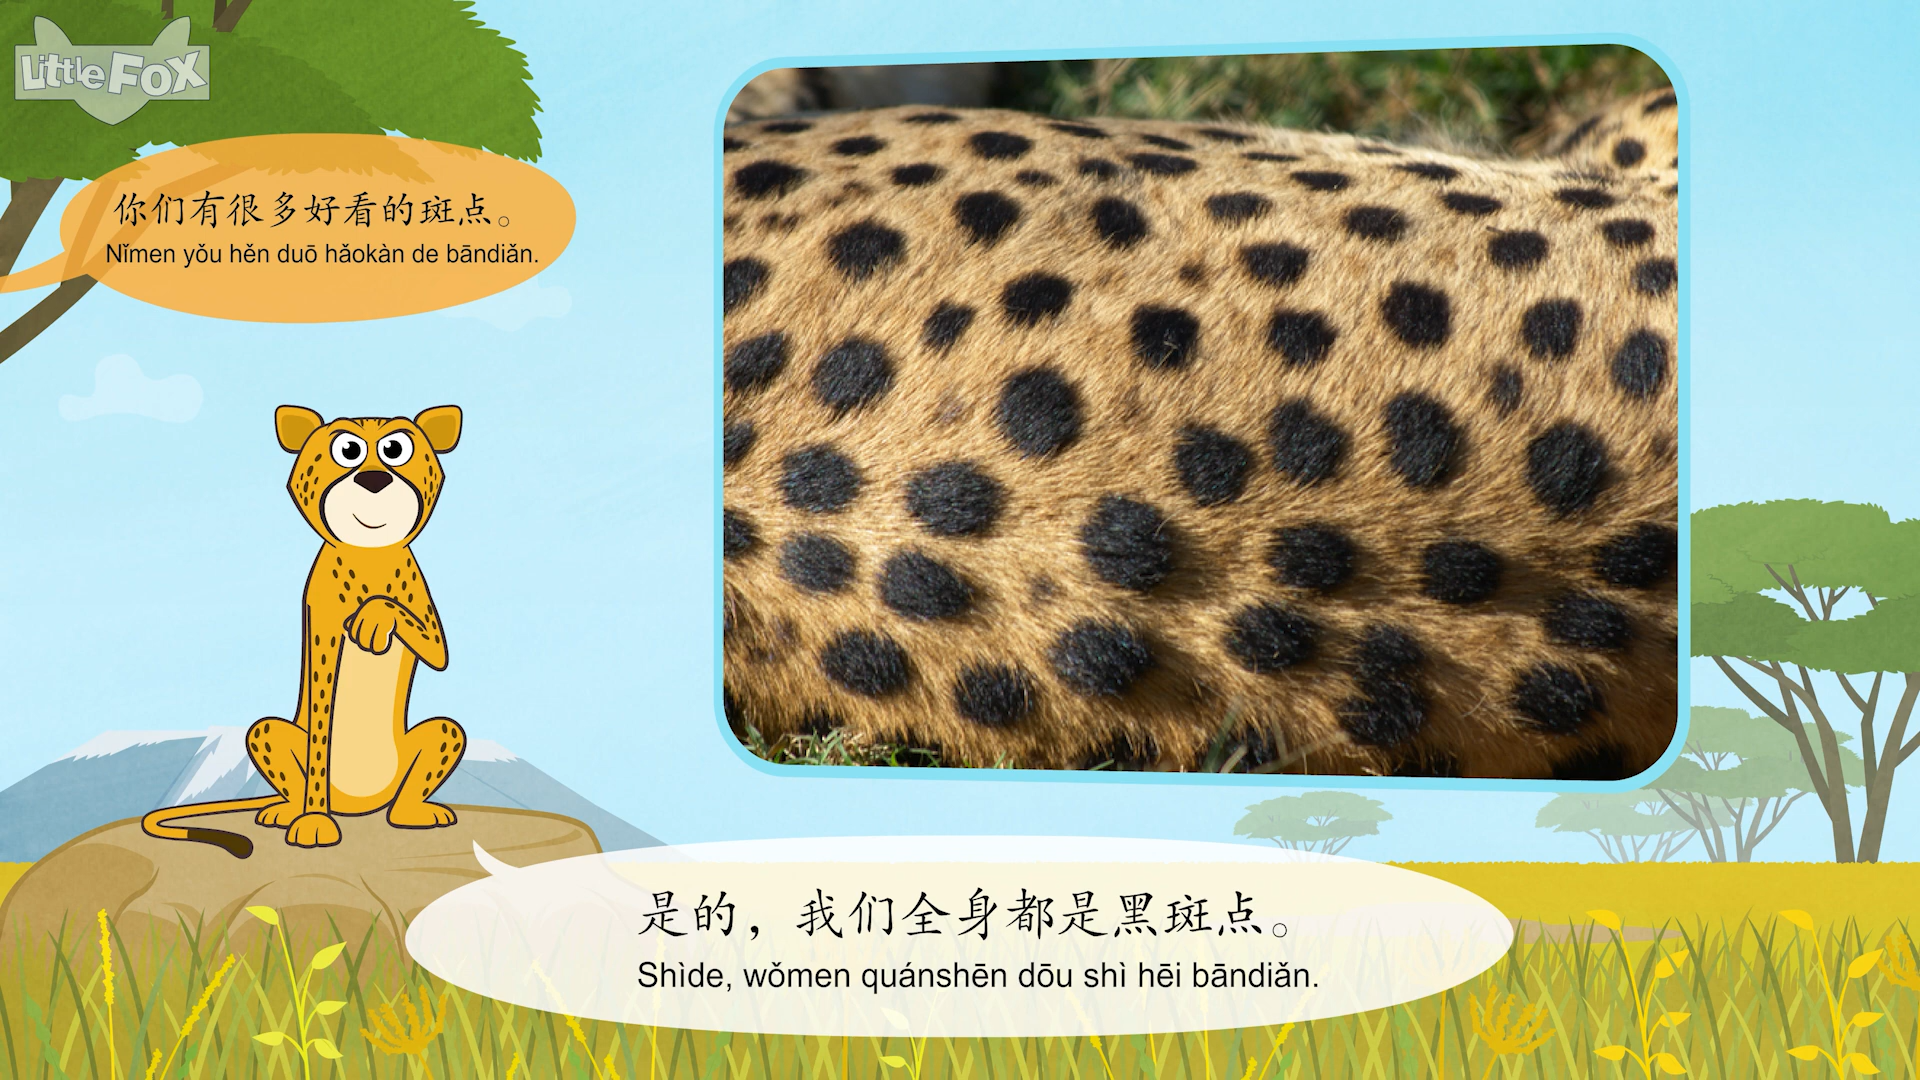 Little Fox
你们有很多好看的斑点。
Nǐmen yǒu hěn duō hǎokàn de bāndiǎn.
是的，我们全身都是黑斑点。
Shìde, wǒmen quánshēn dōu shì hēi bāndiǎn.